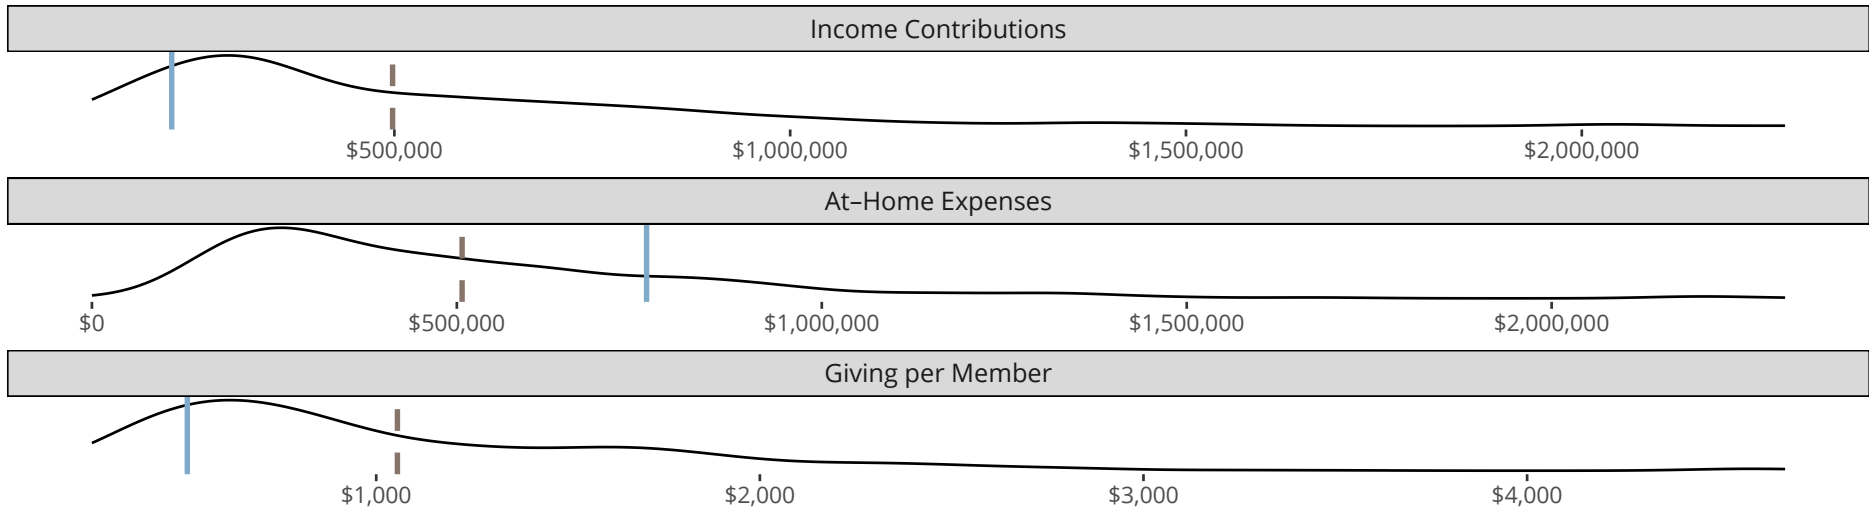 Income Contributions
$500,000 $1,000,000 $1,500,000 $2,000,000
At–Home Expenses
$0 $500,000 $1,000,000 $1,500,000 $2,000,000
Giving per Member
$1,000 $2,000 $3,000 $4,000